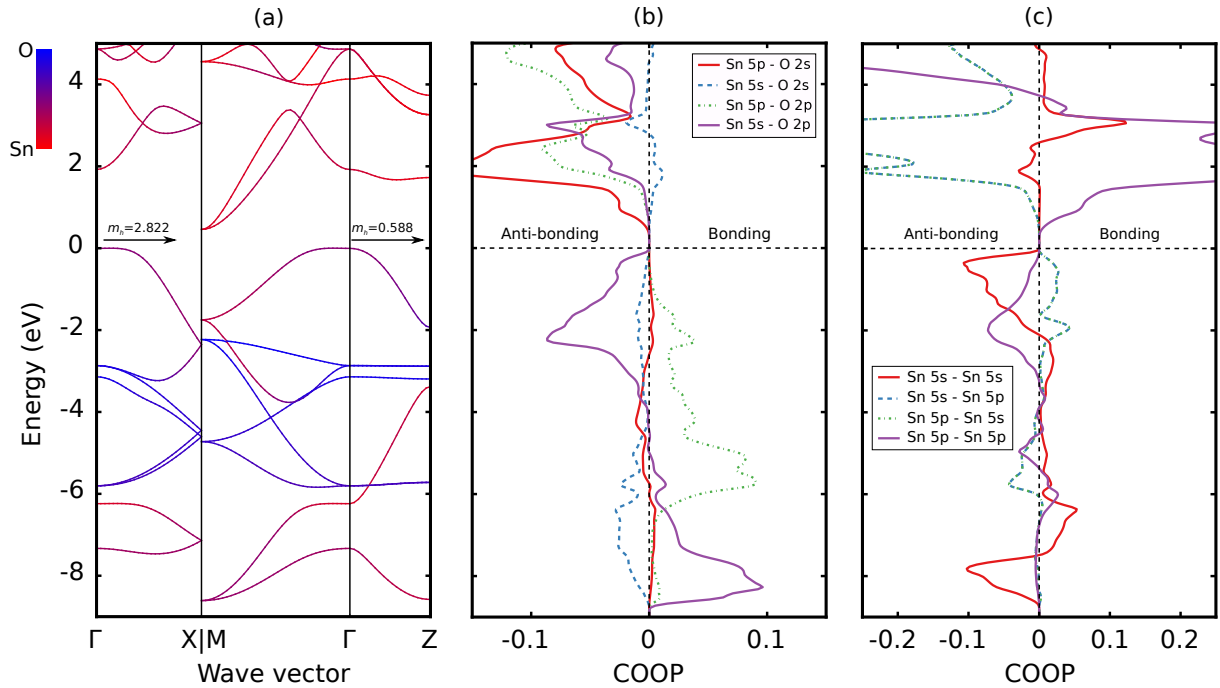 (a)
(b)
(c)
O
Sn
Energy (eV)
4
2
0
-2
-4
-6
-8
m_h=2.822
m_h=0.588
Γ
X|M
Γ
Z
Wave vector
Sn 5p - O 2s
Sn 5s - O 2s
Sn 5p - O 2p
Sn 5s - O 2p
Anti-bonding
Bonding
-0.1
0
0.1
COOP
Anti-bonding
Bonding
Sn 5s - Sn 5s
Sn 5s - Sn 5p
Sn 5p - Sn 5s
Sn 5p - Sn 5p
-0.2
-0.1
0
0.1
0.2
COOP